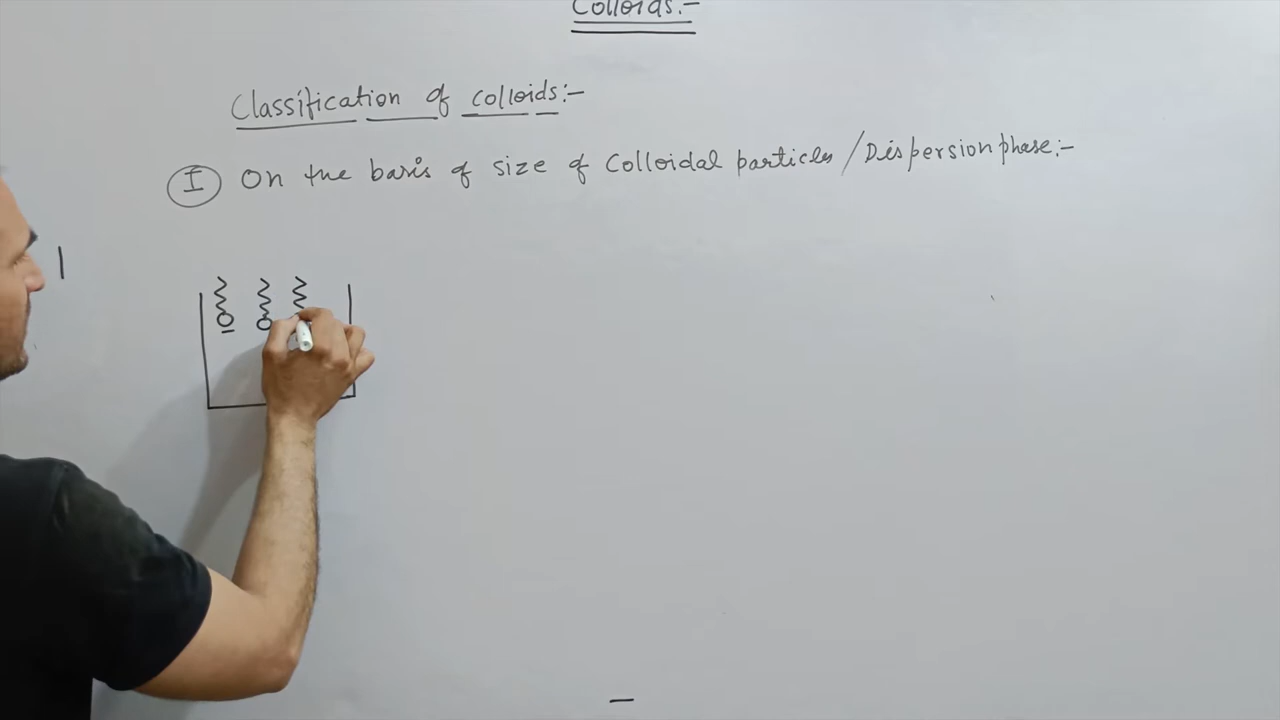 Colloids:-
Classification of colloids:-
I On the basis of size of Colloidal particles / Dispersion phase:-